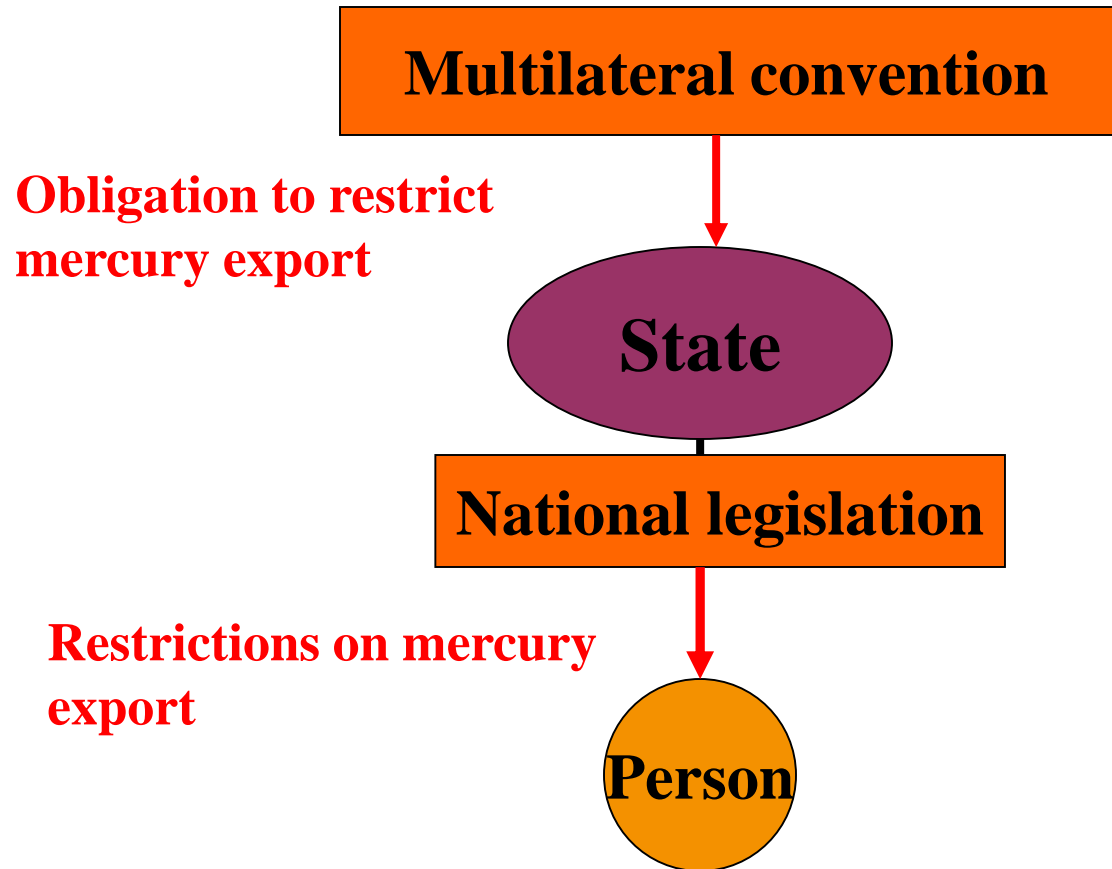 Multilateral convention
Obligation to restrict
mercury export
State
National legislation
Restrictions on mercury
export
Person